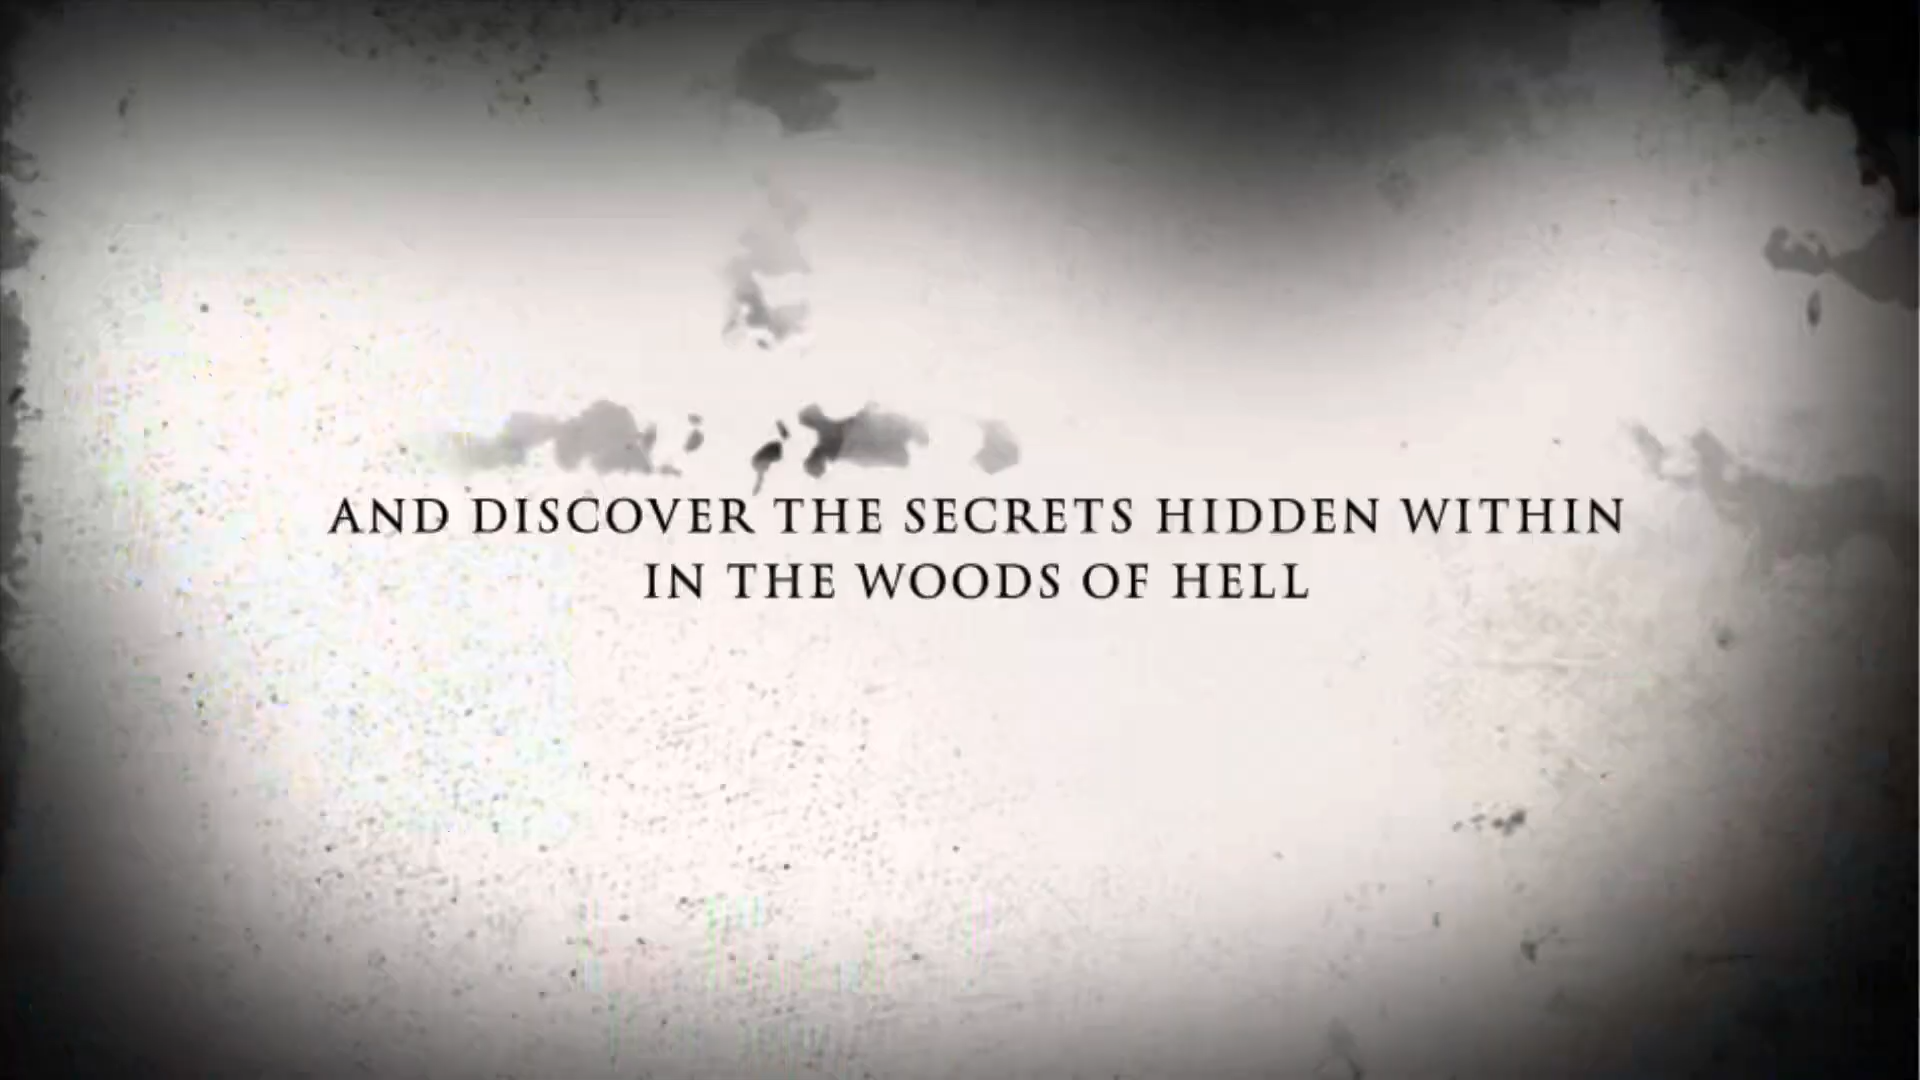 AND DISCOVER THE SECRETS HIDDEN WITHIN
IN THE WOODS OF HELL